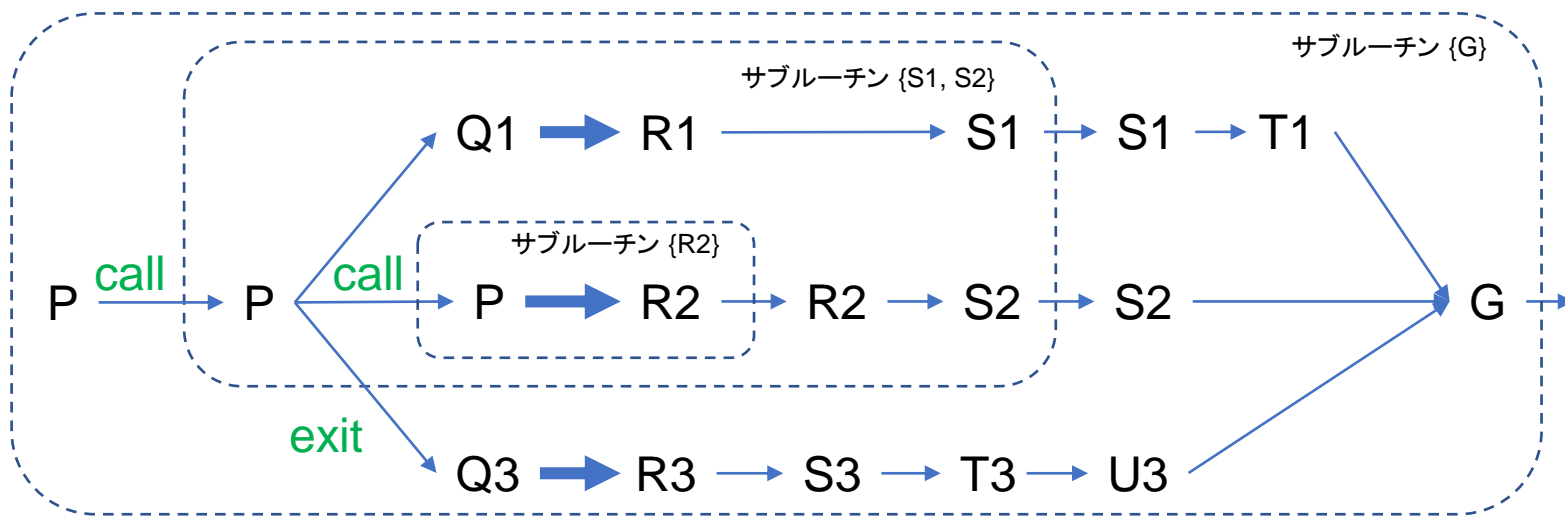 サブルーチン {G}
サブルーチン {S1, S2}
Q1 R1 S1 S1 T1
サブルーチン {R2}
call call
P P P R2 R2 S2 S2 G
exit
Q3 R3 S3 T3 U3